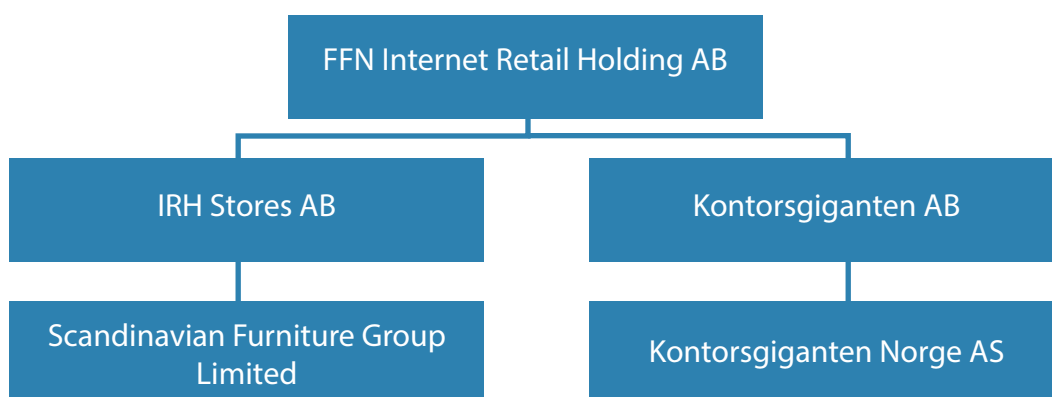 FFN Internet Retail Holding AB
IRH Stores AB
Kontorsgiganten AB
Scandinavian Furniture Group
Limited
Kontorsgiganten Norge AS